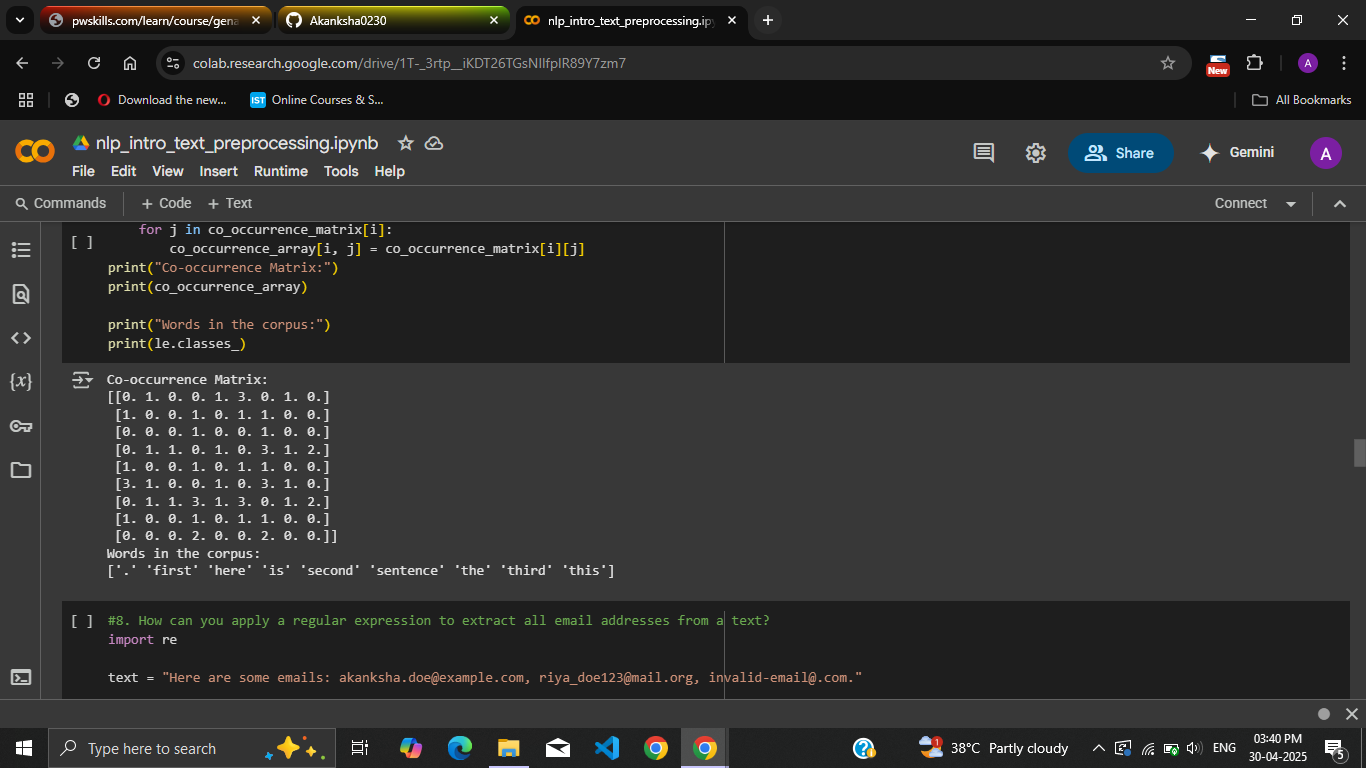 pwskills.com/learn/course/gena
Akanksha0230
nlp_intro_text_preprocessing.ip
colab.research.google.com/drive/1T-_3rtp__iKDT26TGsNIlfpIR89Y7zm7
New
A
Download the new...
IST
Online Courses & S...
All Bookmarks
nlp_intro_text_preprocessing.ipynb
File Edit View Insert Runtime Tools Help
Share
Gemini
A
Commands
+ Code
+ Text
Connect
for j in co_occurrence_matrix[i]:
[ ]
co_occurrence_array[i, j] = co_occurrence_matrix[i][j]
print("Co-occurrence Matrix:")
print(co_occurrence_array)
print("Words in the corpus:")
print(le.classes_)
Co-occurrence Matrix:
[[0. 1. 0. 0. 1. 3. 0. 1. 0.]
[1. 0. 0. 1. 0. 1. 1. 0. 0.]
[0. 0. 0. 1. 0. 0. 1. 0. 0.]
[0. 1. 1. 0. 1. 0. 3. 1. 2.]
[1. 0. 0. 1. 0. 1. 1. 0. 0.]
[3. 1. 0. 0. 1. 0. 3. 1. 0.]
[0. 1. 1. 3. 1. 3. 0. 1. 2.]
[1. 0. 0. 1. 0. 1. 1. 0. 0.]
[0. 0. 0. 2. 0. 0. 2. 0. 0.]]
Words in the corpus:
['.' 'first' 'here' 'is' 'second' 'sentence' 'the' 'third' 'this']
[ ] #8. How can you apply a regular expression to extract all email addresses from a text?
import re
text = "Here are some emails: akanksha.doe@example.com, riya_doe123@mail.org, invalid-email@.com."
Type here to search
1
38°C Partly cloudy
ENG
03:40 PM
30-04-2025
5